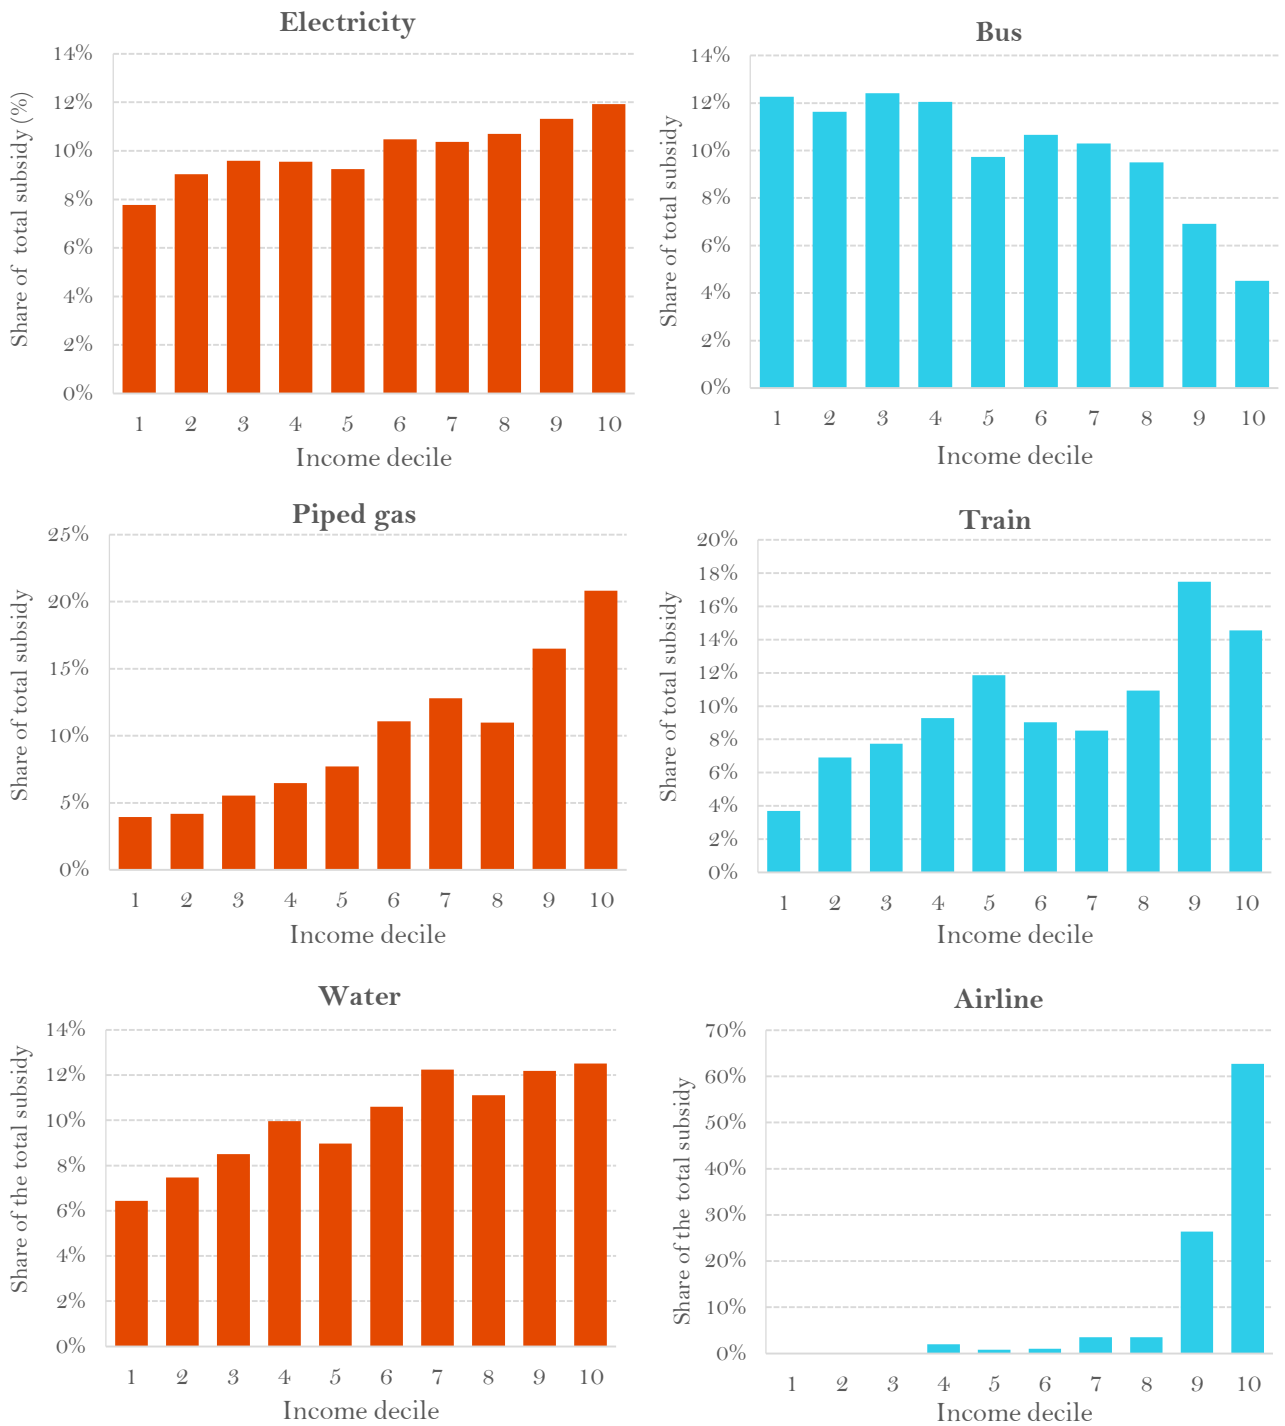 Electricity
Share of total subsidy (%)
14%
12%
10%
8%
6%
4%
2%
0%
1 2 3 4 5 6 7 8 9 10
Income decile
Bus
Share of total subsidy
14%
12%
10%
8%
6%
4%
2%
0%
1 2 3 4 5 6 7 8 9 10
Income decile
Piped gas
Share of total subsidy
25%
20%
15%
10%
5%
0%
1 2 3 4 5 6 7 8 9 10
Income decile
Train
Share of total subsidy
20%
18%
16%
14%
12%
10%
8%
6%
4%
2%
0%
1 2 3 4 5 6 7 8 9 10
Income decile
Water
Share of the total subsidy
14%
12%
10%
8%
6%
4%
2%
0%
1 2 3 4 5 6 7 8 9 10
Income decile
Airline
Share of the total subsidy
70%
60%
50%
40%
30%
20%
10%
0%
1 2 3 4 5 6 7 8 9 10
Income decile